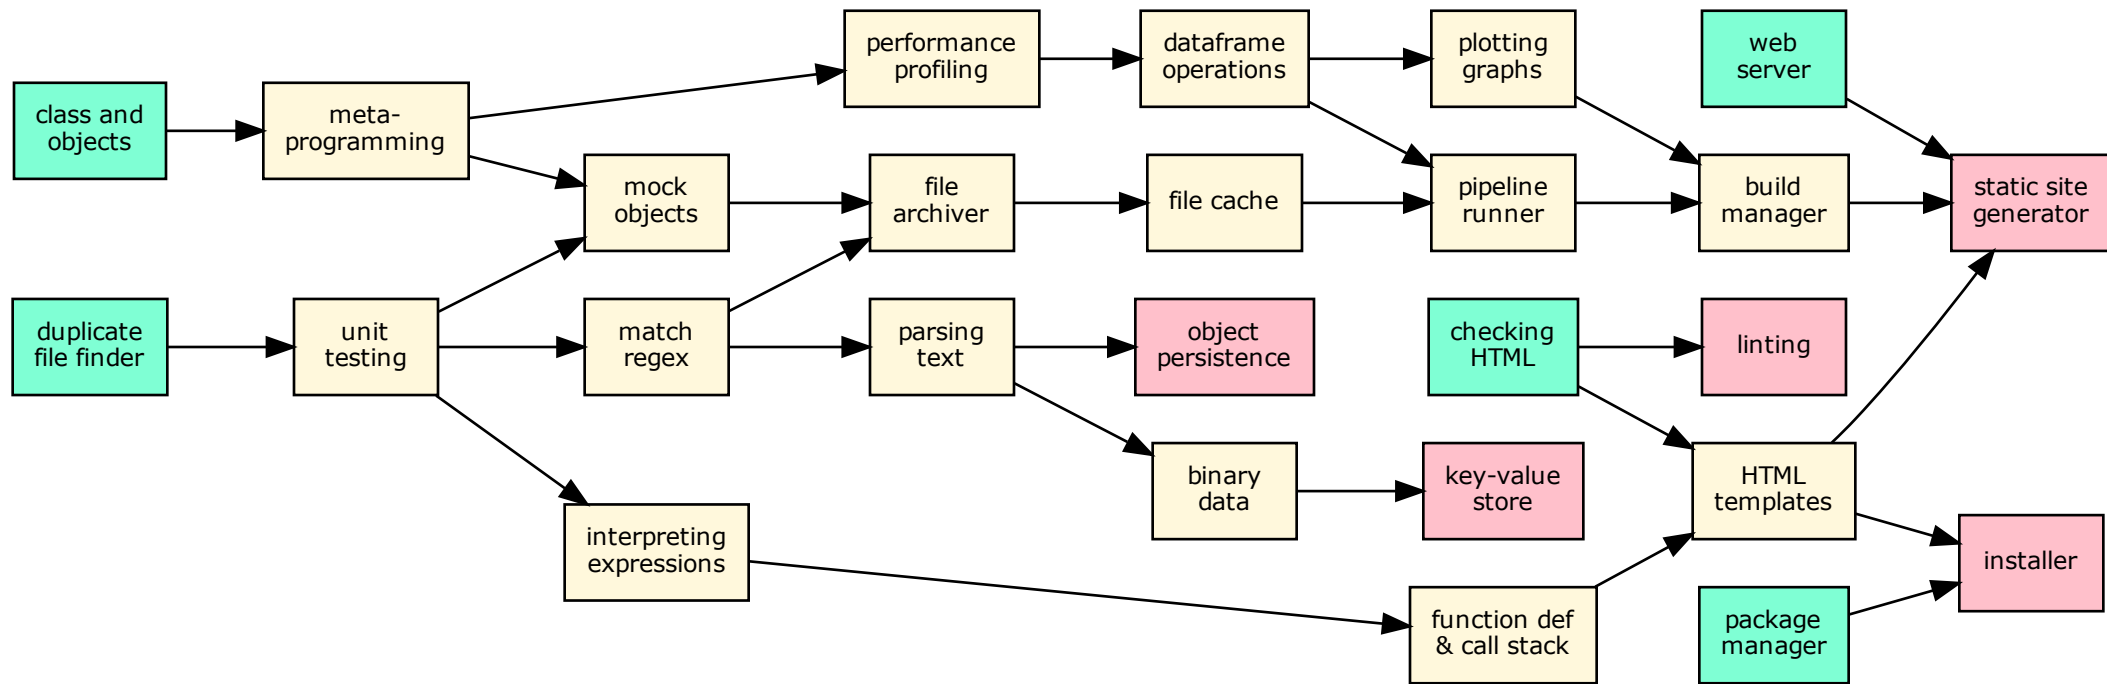 performance
profiling
dataframe
operations
plotting
graphs
web
server
class and
objects
meta-
programming
mock
objects
file
archiver
file cache
pipeline
runner
build
manager
static site
generator
duplicate
file finder
unit
testing
match
regex
parsing
text
object
persistence
checking
HTML
linting
binary
data
key-value
store
HTML
templates
interpreting
expressions
installer
function def
& call stack
package
manager